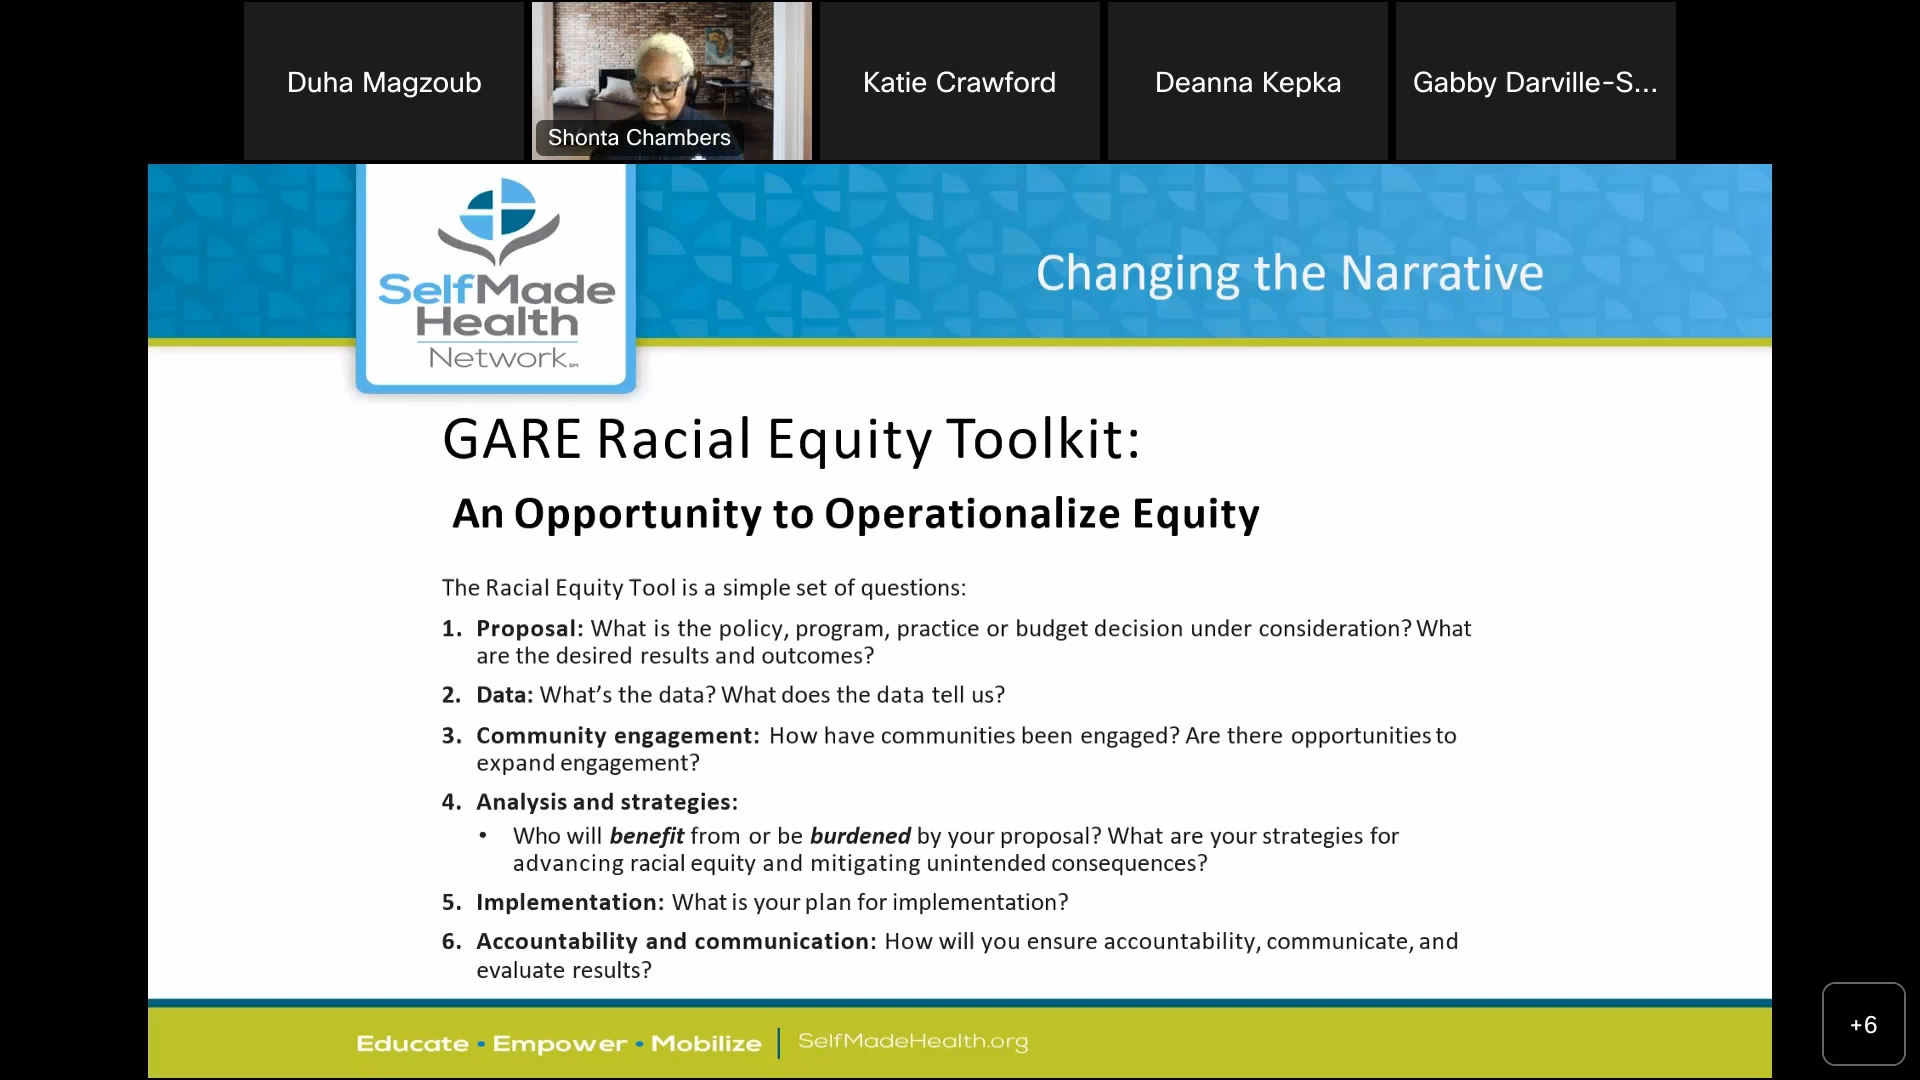 Duha Magzoub
Shonta Chambers
Katie Crawford
Deanna Kepka
Gabby Darville-S...
SelfMade
Health
Network℠
Changing the Narrative
GARE Racial Equity Toolkit:
An Opportunity to Operationalize Equity
The Racial Equity Tool is a simple set of questions:
1. Proposal: What is the policy, program, practice or budget decision under consideration? What
are the desired results and outcomes?
2. Data: What’s the data? What does the data tell us?
3. Community engagement: How have communities been engaged? Are there opportunities to
expand engagement?
4. Analysis and strategies:
• Who will benefit from or be burdened by your proposal? What are your strategies for
advancing racial equity and mitigating unintended consequences?
5. Implementation: What is your plan for implementation?
6. Accountability and communication: How will you ensure accountability, communicate, and
evaluate results?
Educate • Empower • Mobilize | SelfMadeHealth.org
+6